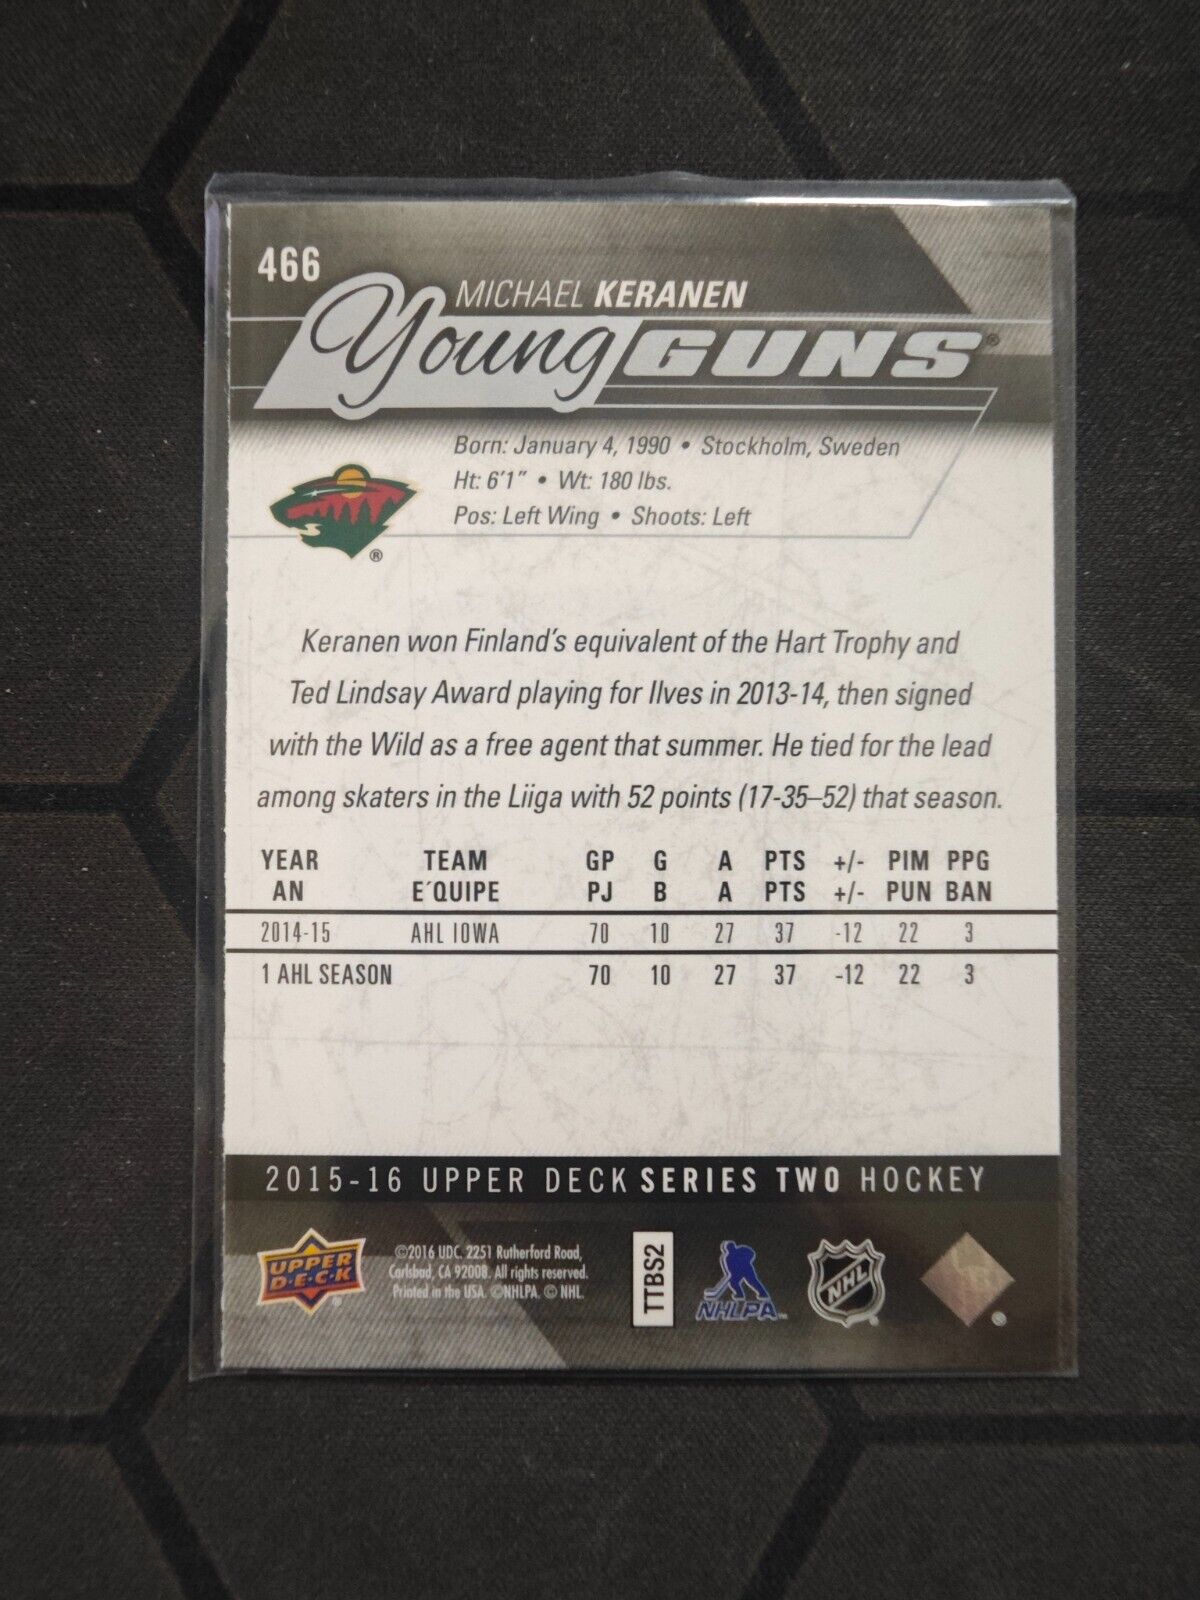 466
MICHAEL KERANEN
Young GUNS®
Born: January 4, 1990 • Stockholm, Sweden
Ht: 6'1" • Wt: 180 lbs.
Pos: Left Wing • Shoots: Left
®
Keranen won Finland's equivalent of the Hart Trophy and
Ted Lindsay Award playing for Ilves in 2013-14, then signed
with the Wild as a free agent that summer. He tied for the lead
among skaters in the Liiga with 52 points (17-35–52) that season.
YEAR TEAM GP G A PTS +/- PIM PPG
AN E´QUIPE PJ B A PTS +/- PUN BAN
2014-15 AHL IOWA 70 10 27 37 -12 22 3
1 AHL SEASON 70 10 27 37 -12 22 3
2015-16 UPPER DECK SERIES TWO HOCKEY
UPPER D·E·C·K ®
©2016 UDC. 2251 Rutherford Road,
Carlsbad, CA 92008. All rights reserved.
Printed in the USA. ©NHLPA. © NHL.
TTBS2
NHLPA™
NHL ®